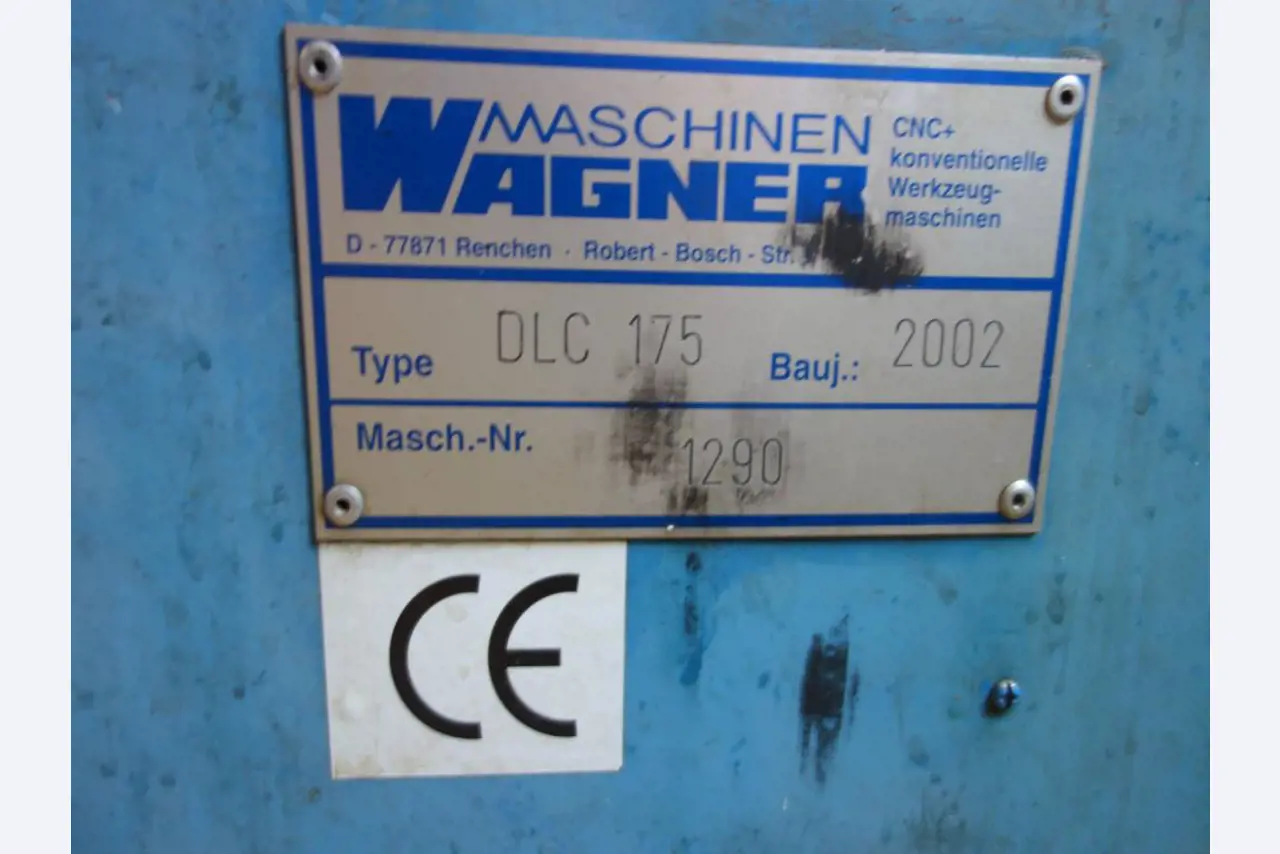 MASCHINEN
WAGNER
CNC+
konventionelle
Werkzeug-
maschinen
D - 77871 Renchen · Robert - Bosch - Str.
Type DLC 175 Bauj.: 2002
Masch.-Nr. 1290
CE